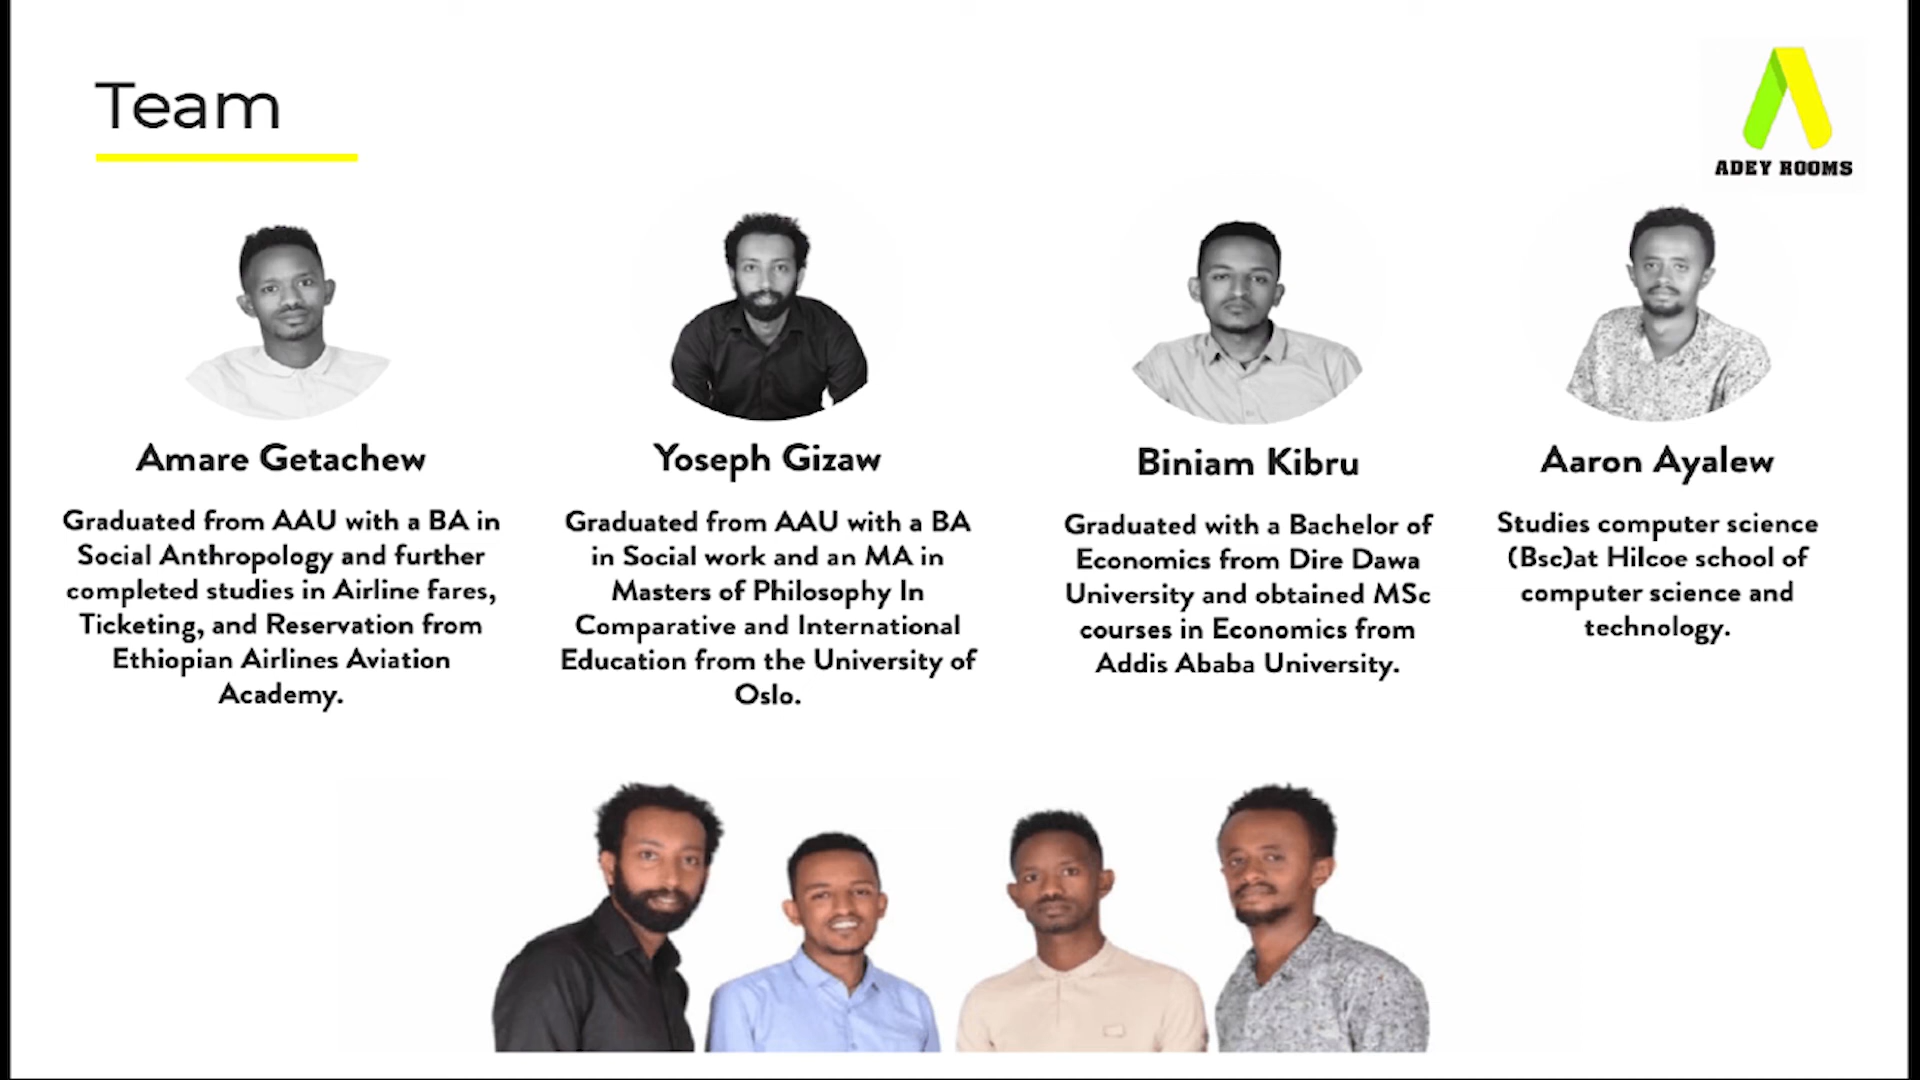 Team
ADEY ROOMS
Amare Getachew
Graduated from AAU with a BA in
Social Anthropology and further
completed studies in Airline fares,
Ticketing, and Reservation from
Ethiopian Airlines Aviation
Academy.
Yoseph Gizaw
Graduated from AAU with a BA
in Social work and an MA in
Masters of Philosophy In
Comparative and International
Education from the University of
Oslo.
Biniam Kibru
Graduated with a Bachelor of
Economics from Dire Dawa
University and obtained MSc
courses in Economics from
Addis Ababa University.
Aaron Ayalew
Studies computer science
(Bsc)at Hilcoe school of
computer science and
technology.